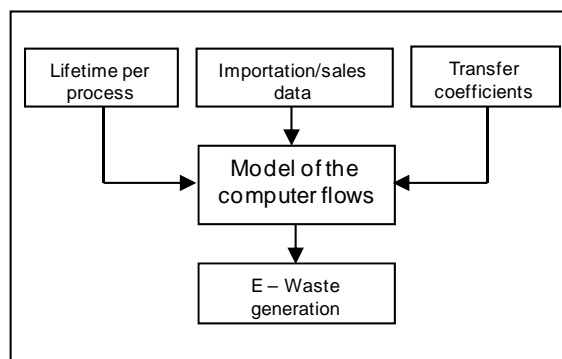 Lifetime per
process
Importation/sales
data
Transfer
coefficients
Model of the
computer flows
E – Waste
generation